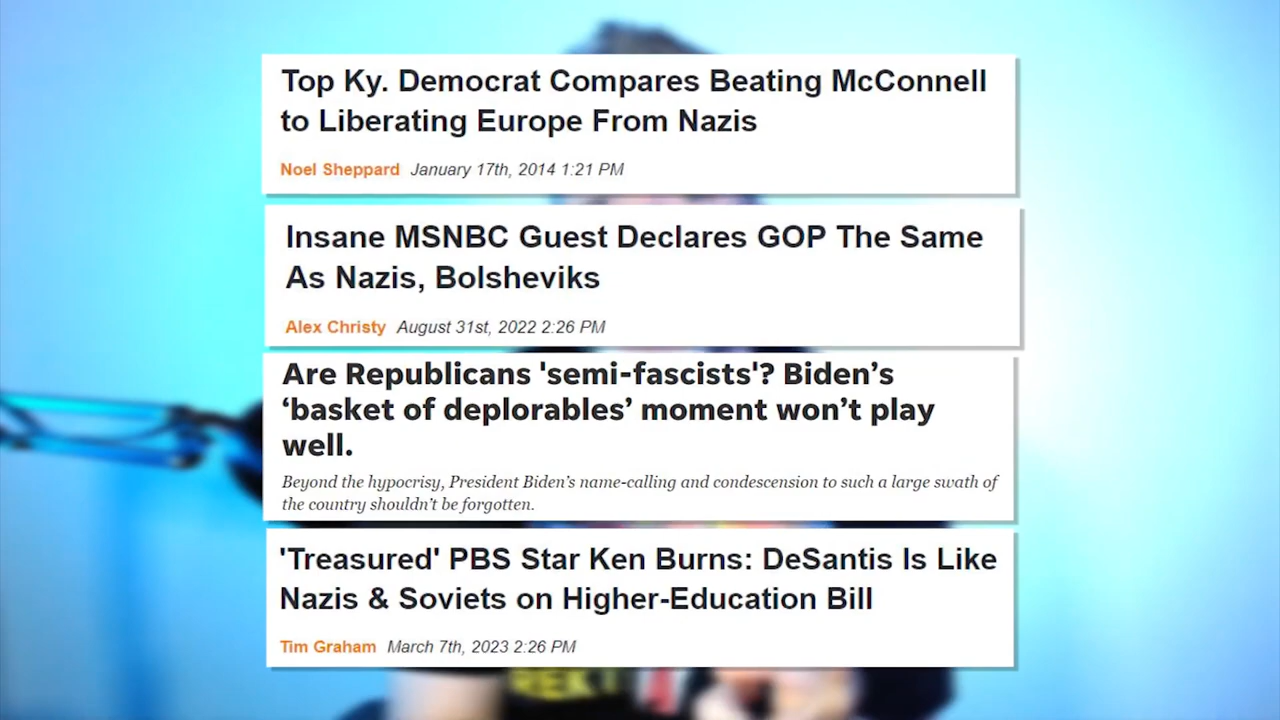 Top Ky. Democrat Compares Beating McConnell
to Liberating Europe From Nazis
Noel Sheppard January 17th, 2014 1:21 PM
Insane MSNBC Guest Declares GOP The Same
As Nazis, Bolsheviks
Alex Christy August 31st, 2022 2:26 PM
Are Republicans 'semi-fascists'? Biden’s
‘basket of deplorables’ moment won’t play
well.
Beyond the hypocrisy, President Biden’s name-calling and condescension to such a large swath of
the country shouldn’t be forgotten.
'Treasured' PBS Star Ken Burns: DeSantis Is Like
Nazis & Soviets on Higher-Education Bill
Tim Graham March 7th, 2023 2:26 PM